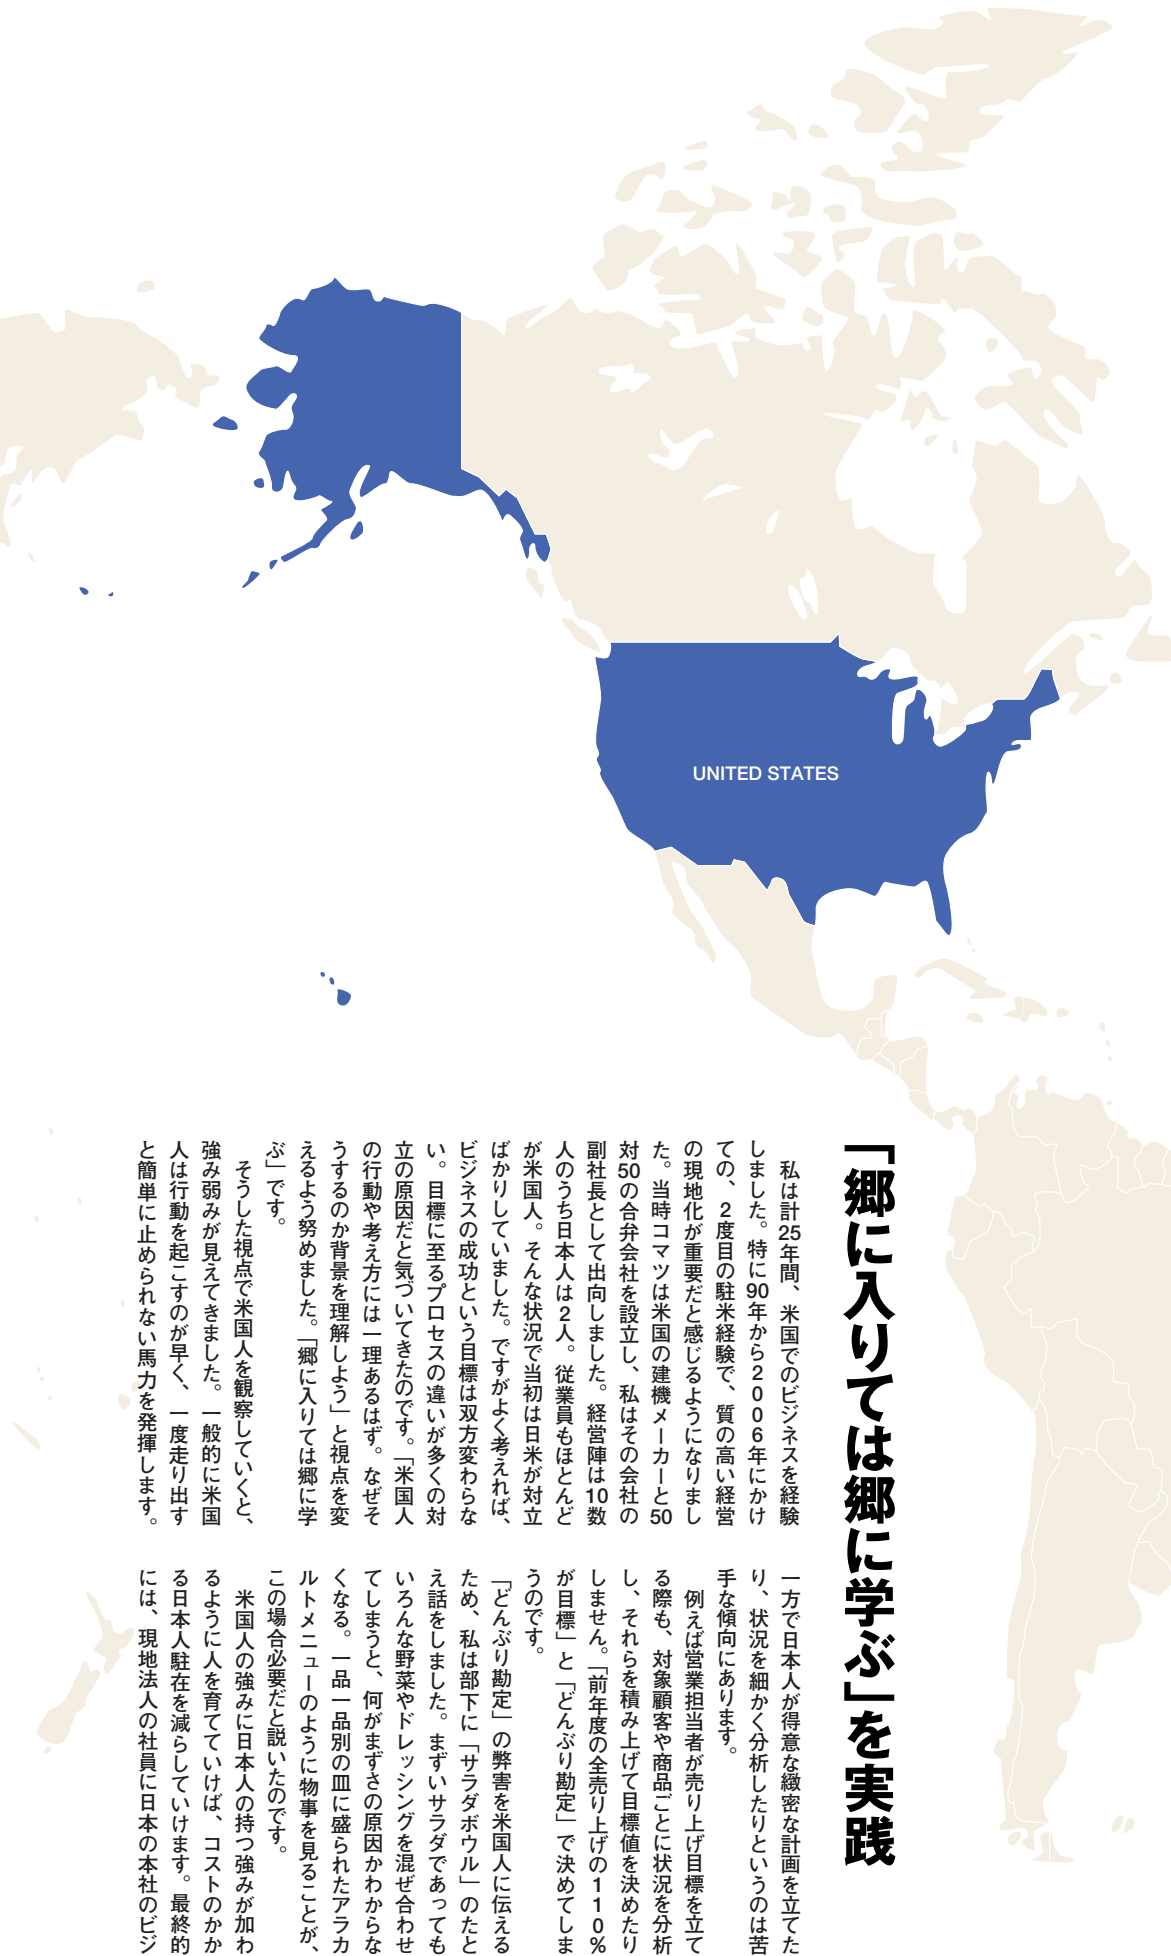 UNITED STATES
「郷に入りては郷に学ぶ」を実践
　私は計25年間、米国でのビジネスを経験
しました。特に90年から2006年にかけ
ての、2度目の駐米経験で、質の高い経営
の現地化が重要だと感じるようになりまし
た。当時コマツは米国の建機メーカーと50
対50の合弁会社を設立し、私はその会社の
副社長として出向しました。経営陣は10数
人のうち日本人は2人。従業員もほとんど
が米国人。そんな状況で当初は日米が対立
ばかりしていました。ですがよく考えれば、
ビジネスの成功という目標は双方変わらな
い。目標に至るプロセスの違いが多くの対
立の原因だと気づいてきたのです。「米国人
の行動や考え方には一理あるはず。なぜそ
うするのか背景を理解しよう」と視点を変
えるよう努めました。「郷に入りては郷に学
ぶ」です。
　そうした視点で米国人を観察していくと、
強み弱みが見えてきました。一般的に米国
人は行動を起こすのが早く、一度走り出す
と簡単に止められない馬力を発揮します。
一方で日本人が得意な緻密な計画を立てた
り、状況を細かく分析したりというのは苦
手な傾向にあります。
　例えば営業担当者が売り上げ目標を立て
る際も、対象顧客や商品ごとに状況を分析
し、それらを積み上げて目標値を決めたり
しません。「前年度の全売り上げの110%
が目標」と「どんぶり勘定」で決めてしま
うのです。
「どんぶり勘定」の弊害を米国人に伝える
ため、私は部下に「サラダボウル」のたと
え話をしました。まずいサラダであっても
いろんな野菜やドレッシングを混ぜ合わせ
てしまうと、何がまずさの原因かわからな
くなる。一品一品別の皿に盛られたアラカ
ルトメニューのように物事を見ることが、
この場合必要だと説いたのです。
　米国人の強みに日本人の持つ強みが加わ
るように人を育てていけば、コストのかか
る日本人駐在を減らしていけます。最終的
には、現地法人の社員に日本の本社のビジ